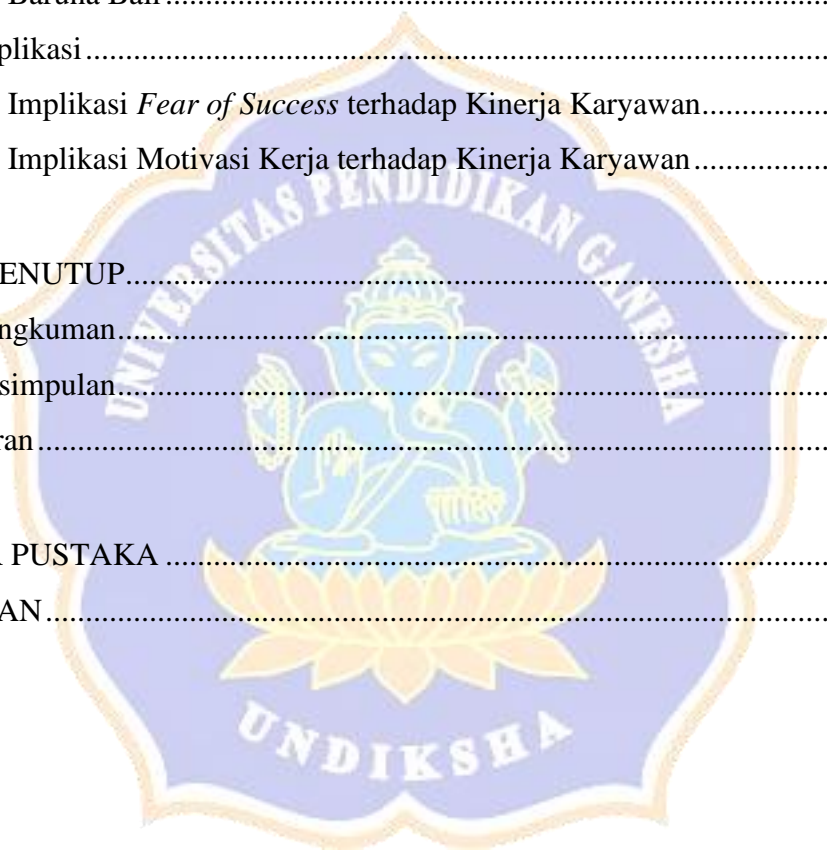 Baruna Bali ........................................................................................
plikasi ........................................................................................
Implikasi Fear of Success terhadap Kinerja Karyawan................
Implikasi Motivasi Kerja terhadap Kinerja Karyawan .................
ENUTUP........................................................................................
ngkuman........................................................................................
simpulan........................................................................................
ran ........................................................................................
R PUSTAKA ........................................................................................
AN ........................................................................................
UNIVERSITAS PENDIDIKAN GANESHA
UNDIKSHA